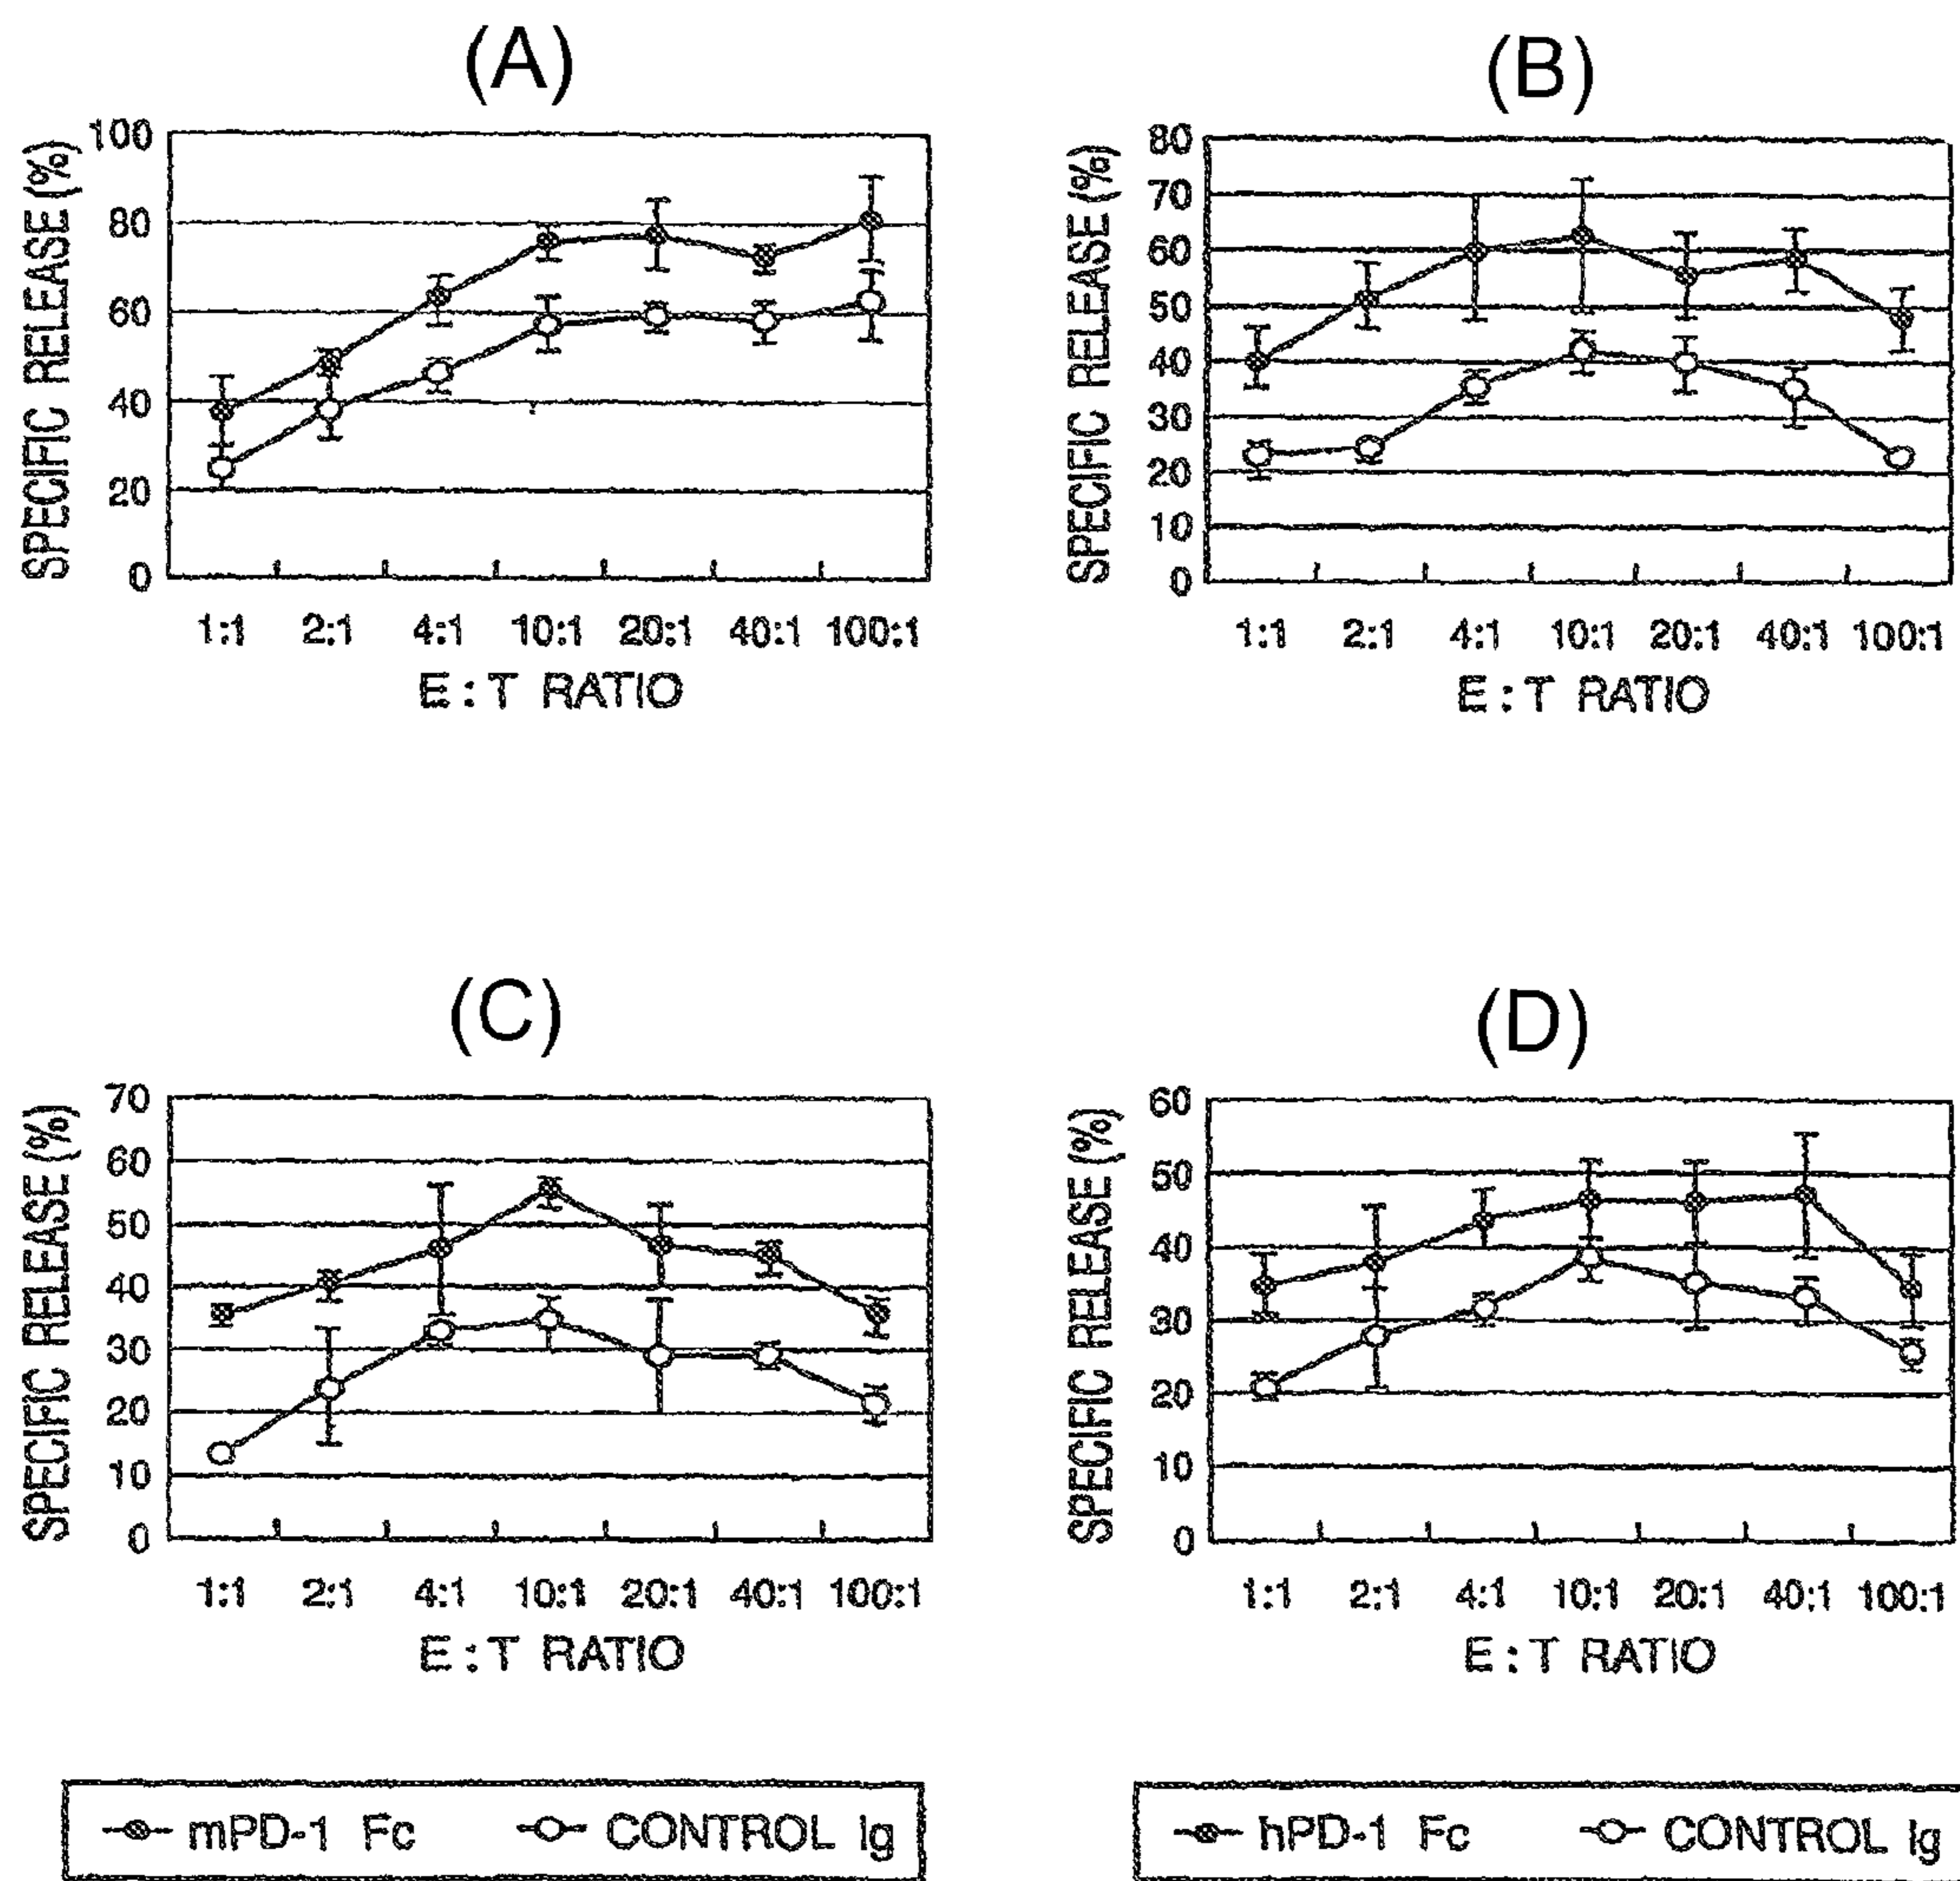 (A)
SPECIFIC RELEASE (%)
100
80
60
40
20
0
1:1 2:1 4:1 10:1 20:1 40:1 100:1
E : T RATIO
(B)
SPECIFIC RELEASE (%)
80
70
60
50
40
30
20
10
0
1:1 2:1 4:1 10:1 20:1 40:1 100:1
E : T RATIO
(C)
SPECIFIC RELEASE (%)
70
60
50
40
30
20
10
0
1:1 2:1 4:1 10:1 20:1 40:1 100:1
E : T RATIO
(D)
SPECIFIC RELEASE (%)
60
50
40
30
20
10
0
1:1 2:1 4:1 10:1 20:1 40:1 100:1
E : T RATIO
mPD-1 Fc CONTROL Ig
hPD-1 Fc CONTROL Ig